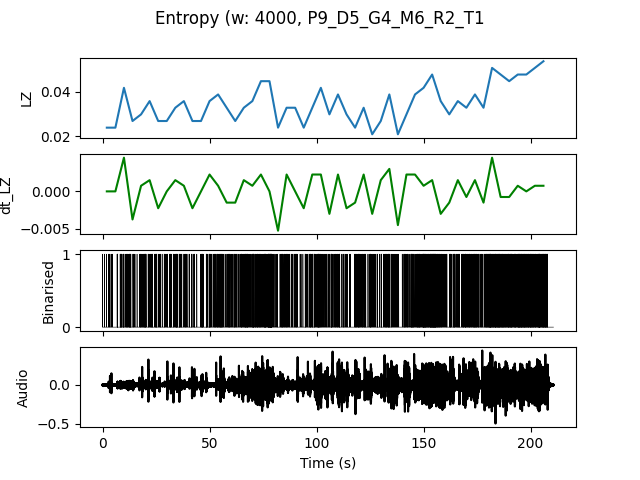 Entropy (w: 4000, P9_D5_G4_M6_R2_T1
LZ
0.04
0.02
dt_LZ
0.000
−0.005
Binarised
1
0
Audio
0.0
−0.5
0 50 100 150 200
Time (s)